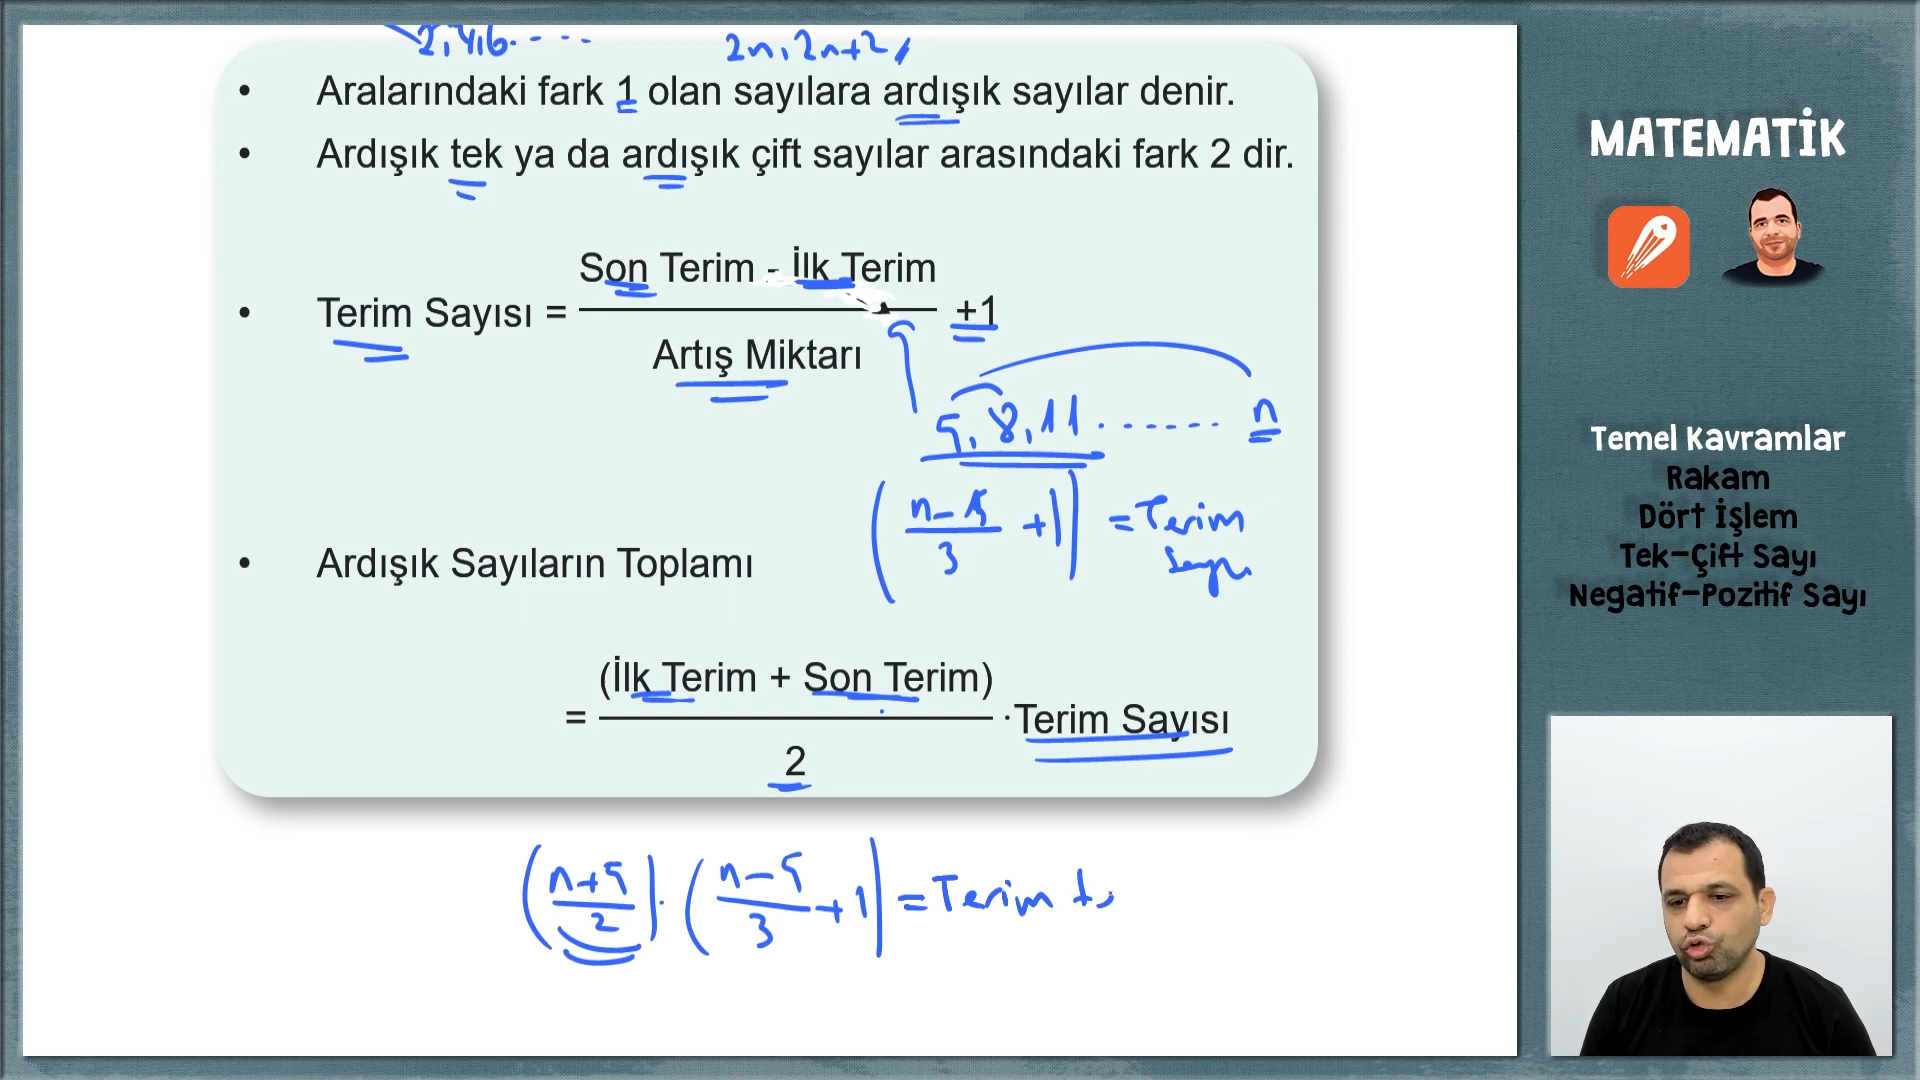 2,4,6.....
2n, 2n+2,
• Aralarındaki fark 1 olan sayılara ardışık sayılar denir.
• Ardışık tek ya da ardışık çift sayılar arasındaki fark 2 dir.
Son Terim - İlk Terim
• Terim Sayısı = +1
Artış Miktarı
5, 8, 11 ....... n
(n-5/3 + 1) = Terim
• Ardışık Sayıların Toplamı
(İlk Terim + Son Terim)
= · Terim Sayısı
2
(n+5/2) · (n-5/3 + 1) = Terim
MATEMATİK
Temel Kavramlar
Rakam
Dört İşlem
Tek-Çift Sayı
Negatif-Pozitif Sayı